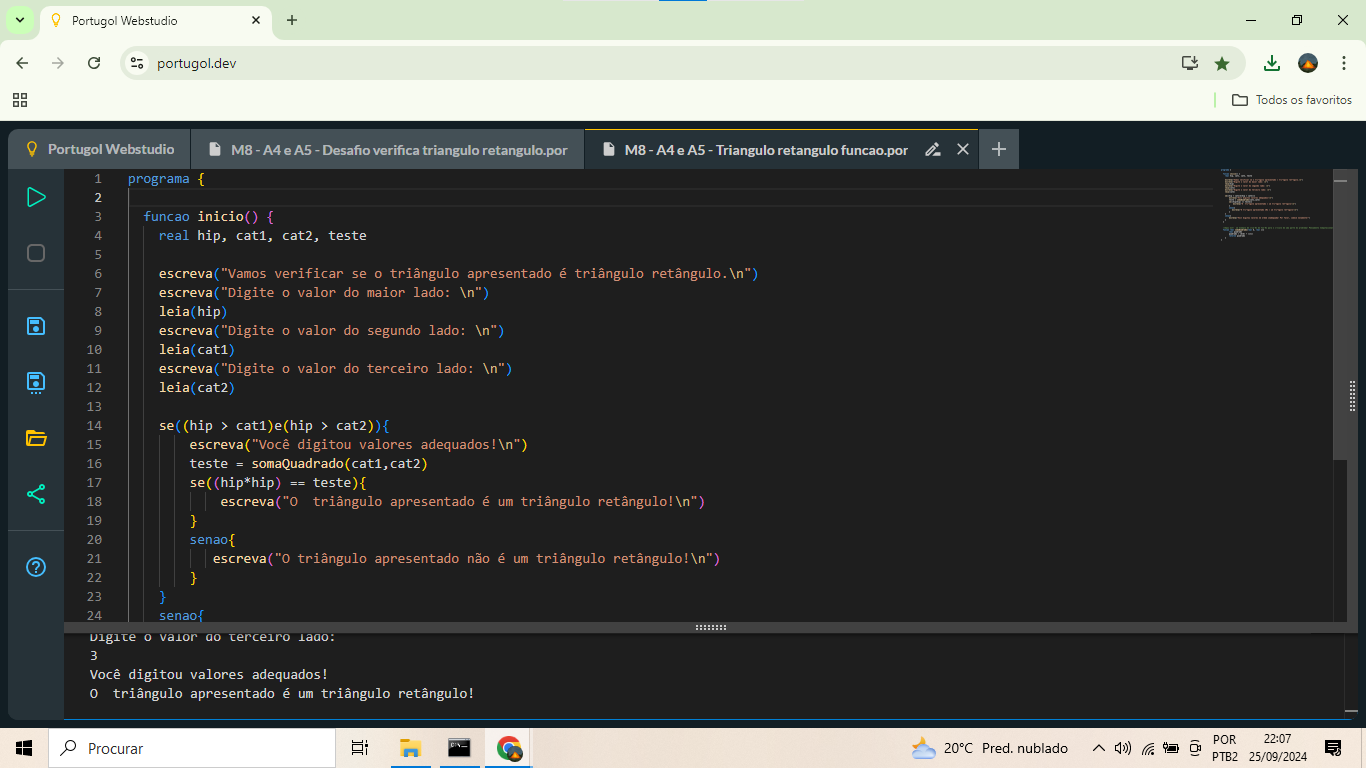 Portugol Webstudio
portugol.dev
Todos os favoritos
Portugol Webstudio
M8 - A4 e A5 - Desafio verifica triangulo retangulo.por
M8 - A4 e A5 - Triangulo retangulo funcao.por
1 programa {
2
3 funcao inicio() {
4 real hip, cat1, cat2, teste
5
6 escreva("Vamos verificar se o triângulo apresentado é triângulo retângulo.\n")
7 escreva("Digite o valor do maior lado: \n")
8 leia(hip)
9 escreva("Digite o valor do segundo lado: \n")
10 leia(cat1)
11 escreva("Digite o valor do terceiro lado: \n")
12 leia(cat2)
13
14 se((hip > cat1)e(hip > cat2)){
15 escreva("Você digitou valores adequados!\n")
16 teste = somaQuadrado(cat1,cat2)
17 se((hip*hip) == teste){
18 escreva("O  triângulo apresentado é um triângulo retângulo!\n")
19 }
20 senao{
21 escreva("O triângulo apresentado não é um triângulo retângulo!\n")
22 }
23 }
24 senao{
Digite o valor do terceiro lado:
3
Você digitou valores adequados!
O  triângulo apresentado é um triângulo retângulo!
Procurar
20°C Pred. nublado
POR
PTB2
22:07
25/09/2024